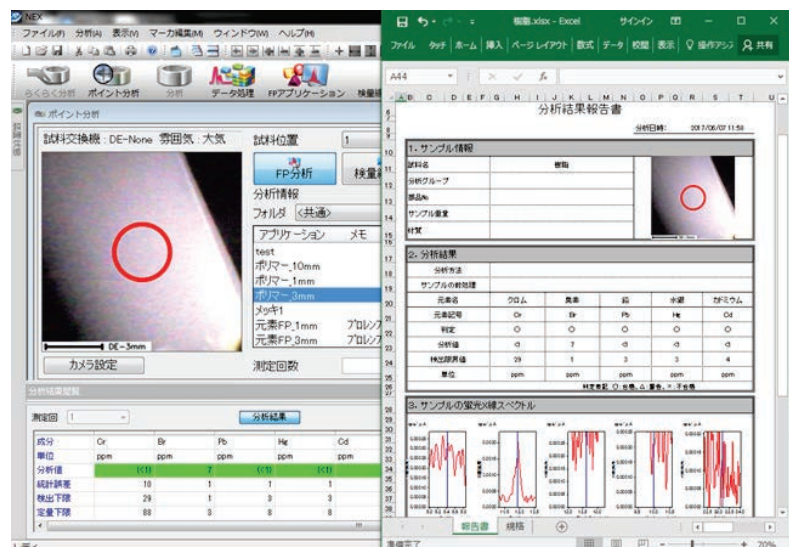 NEX
ファイル(F) 分析(A) 表示(V) マーカ編集(M) ウィンドウ(W) ヘルプ(H)
らくらく分析 ポイント分析 分析 データ処理 FPアプリケーション
ポイント分析
試料交換機 : DE-None 雰囲気 : 大気
試料位置 1
FP分析
分析情報
フォルダ <共通>
アプリケーション メモ
test
ポリマー_10mm
ポリマー_1mm
ポリマー_3mm
メッキ1
元素FP_1mm
元素FP_3mm
DE-3mm
カメラ設定
測定回数
分析結果閲覧
測定回 1
分析結果
成分 Cr Br Pb Hg Cd
単位 ppm ppm ppm ppm ppm
分析値 (<1) 7 (<1) (<1)
統計誤差 10 1 1 1
検出下限 29 1 3 3
定量下限 88 3 8 8
樹脂.xlsx - Excel
サインイン
ファイル タッチ ホーム 挿入 ページレイアウト 数式 データ 校閲 表示 操作アシス 共有
A44
分析結果報告書
分析日時: 2017/06/07 11:58
1. サンプル情報
試料名 樹脂
分析グループ
部品No
サンプル重量
材質
2. 分析結果
分析方法
サンプルの前処理
元素名 クロム 臭素 鉛 水銀 カドミウム
元素記号 Cr Br Pb Hg Cd
判定 ○ ○ ○ ○ ○
分析値 <1 7 <1 <1 <1
検出限界値 29 1 3 3 4
単位 ppm ppm ppm ppm ppm
判定表記 ○:合格、△:警告、×:不合格
3. サンプルの蛍光X線スペクトル
報告書 規格
準備完了
70%